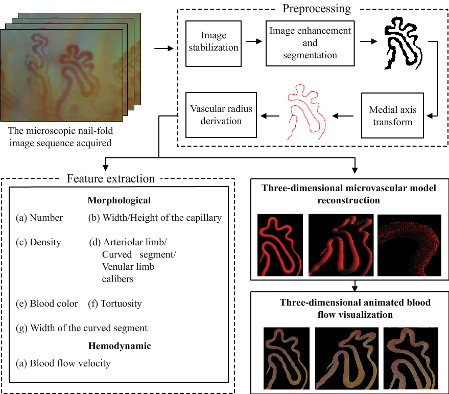 Preprocessing
Image
stabilization
Image enhancement
and
segmentation
The microscopic nail-fold
image sequence acquired
Vascular radius
derivation
Medial axis
transform
Feature extraction
Morphological
(a) Number
(b) Width/Height of the capillary
(c) Density
(d) Arteriolar limb/
Curved segment/
Venular limb
calibers
(e) Blood color
(f) Tortuosity
(g) Width of the curved segment
Hemodynamic
(a) Blood flow velocity
Three-dimensional microvascular model
reconstruction
Three-dimensional animated blood
flow visualization